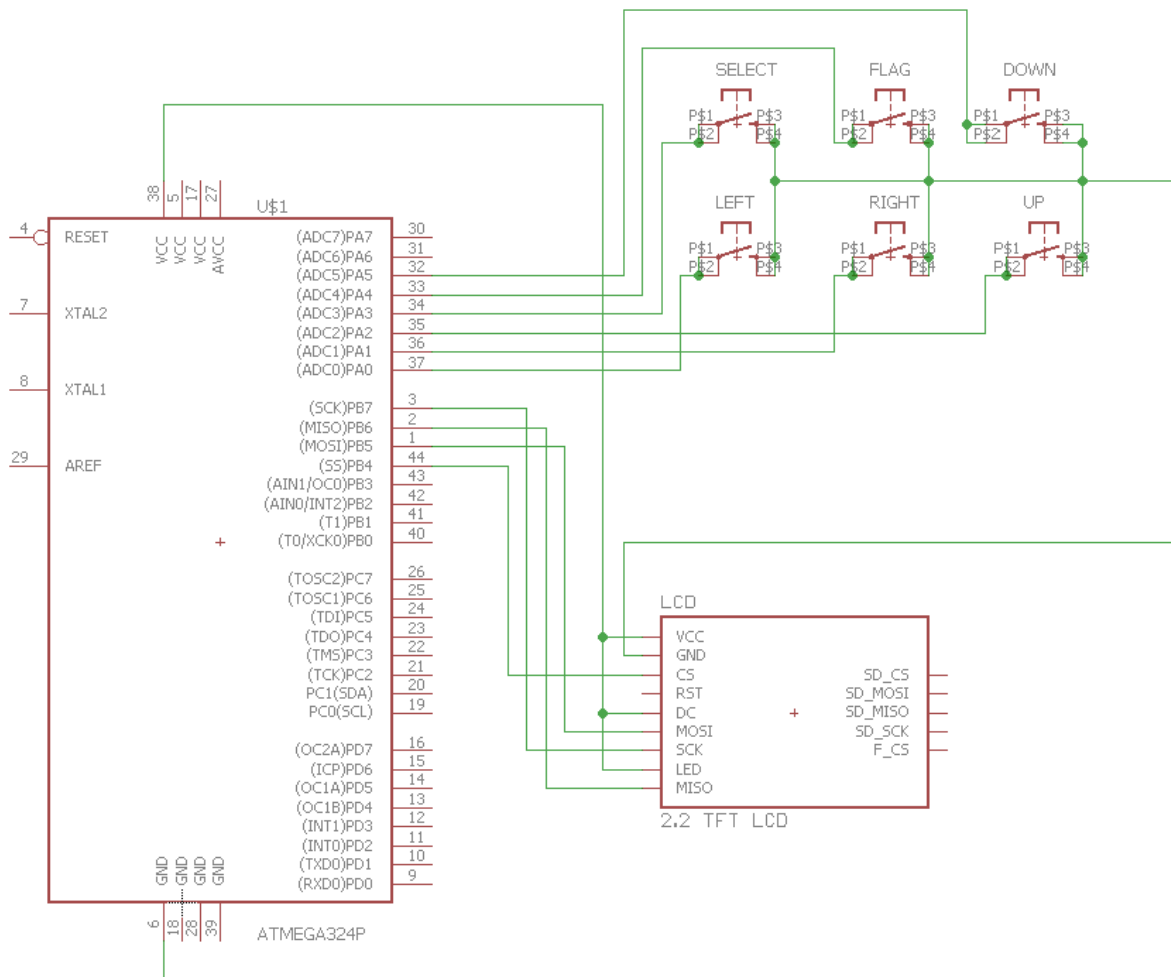 SELECT FLAG DOWN
P$1 P$3 P$1 P$3 P$1 P$3
P$2 P$4 P$2 P$4 P$2 P$4
LEFT RIGHT UP
P$1 P$3 P$1 P$3 P$1 P$3
P$2 P$4 P$2 P$4 P$2 P$4
38 5 17 27
U$1
VCC VCC VCC AVCC
4 RESET
7 XTAL2
8 XTAL1
29 AREF
(ADC7)PA7 30
(ADC6)PA6 31
(ADC5)PA5 32
(ADC4)PA4 33
(ADC3)PA3 34
(ADC2)PA2 35
(ADC1)PA1 36
(ADC0)PA0 37
(SCK)PB7 3
(MISO)PB6 2
(MOSI)PB5 1
(SS)PB4 44
(AIN1/OC0)PB3 43
(AIN0/INT2)PB2 42
(T1)PB1 41
(T0/XCK0)PB0 40
(TOSC2)PC7 26
(TOSC1)PC6 25
(TDI)PC5 24
(TDO)PC4 23
(TMS)PC3 22
(TCK)PC2 21
PC1(SDA) 20
PC0(SCL) 19
(OC2A)PD7 16
(ICP)PD6 15
(OC1A)PD5 14
(OC1B)PD4 13
(INT1)PD3 12
(INT0)PD2 11
(TXD0)PD1 10
(RXD0)PD0 9
GND GND GND GND
6 18 28 39
ATMEGA324P
LCD
VCC
GND
CS
RST
DC
MOSI
SCK
LED
MISO
SD_CS
SD_MOSI
SD_MISO
SD_SCK
F_CS
2.2 TFT LCD